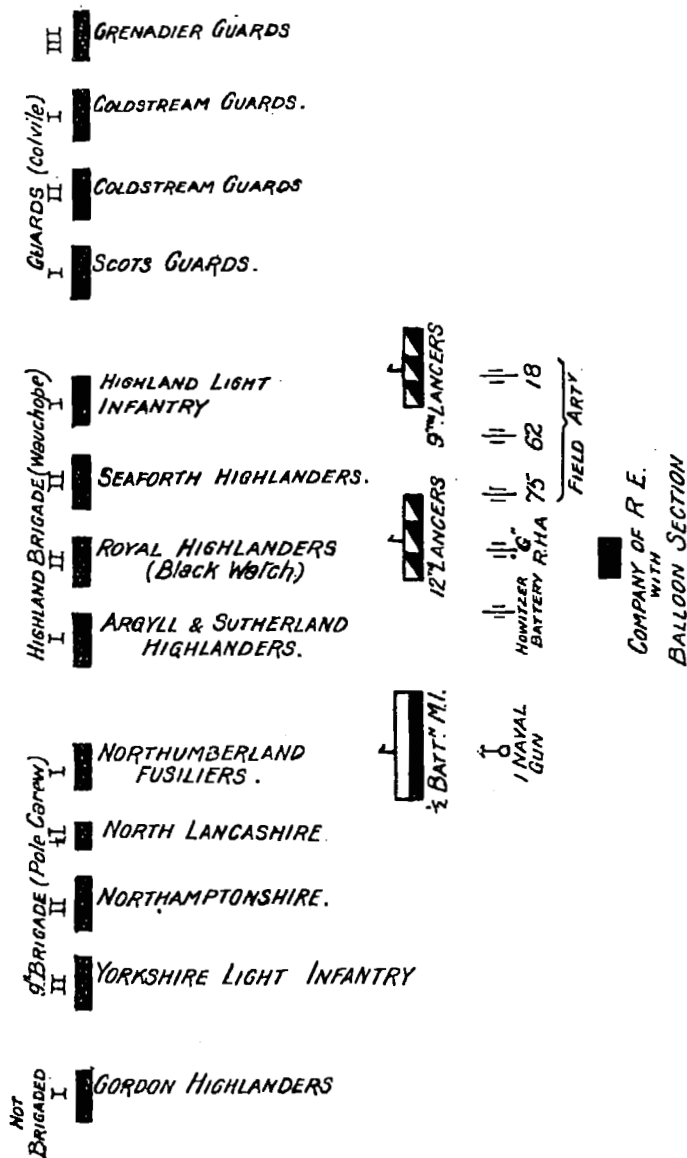 GUARDS (Colvile)
III GRENADIER GUARDS
I COLDSTREAM GUARDS.
II COLDSTREAM GUARDS
I SCOTS GUARDS.
HIGHLAND BRIGADE (Wauchope)
I HIGHLAND LIGHT
INFANTRY
II SEAFORTH HIGHLANDERS.
II ROYAL HIGHLANDERS
(Black Watch)
I ARGYLL & SUTHERLAND
HIGHLANDERS.
9TH BRIGADE (Pole Carew)
I NORTHUMBERLAND
FUSILIERS.
½I NORTH LANCASHIRE
II NORTHAMPTONSHIRE.
II YORKSHIRE LIGHT INFANTRY
NOT
BRIGADED
I GORDON HIGHLANDERS
9TH LANCERS
12TH LANCERS
½ BATTN. M.I.
18
62
75
FIELD ARTY
"G"
R.HA
HOWITZER
BATTERY
1 NAVAL
GUN
COMPANY OF R E.
WITH
BALLOON SECTION